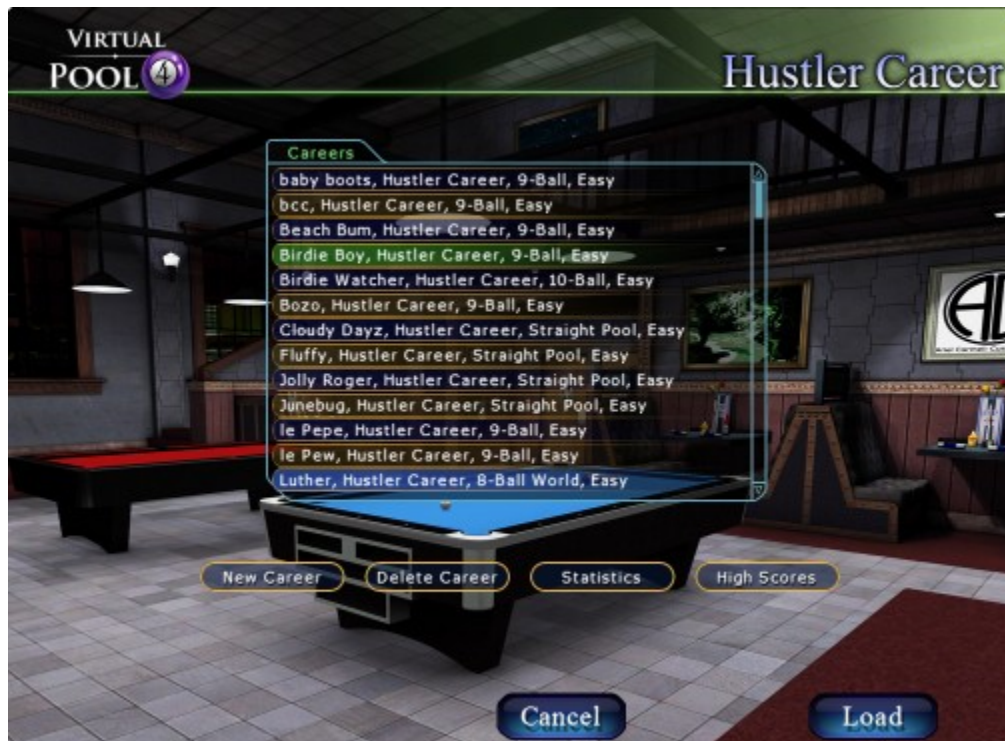 VIRTUAL
POOL 4
Hustler Career
Careers
baby boots, Hustler Career, 9-Ball, Easy
bcc, Hustler Career, 9-Ball, Easy
Beach Bum, Hustler Career, 9-Ball, Easy
Birdie Boy, Hustler Career, 9-Ball, Easy
Birdie Watcher, Hustler Career, 10-Ball, Easy
Bozo, Hustler Career, 9-Ball, Easy
Cloudy Dayz, Hustler Career, Straight Pool, Easy
Fluffy, Hustler Career, Straight Pool, Easy
Jolly Roger, Hustler Career, Straight Pool, Easy
Junebug, Hustler Career, Straight Pool, Easy
le Pepe, Hustler Career, 9-Ball, Easy
le Pew, Hustler Career, 9-Ball, Easy
Luther, Hustler Career, 8-Ball World, Easy
New Career
Delete Career
Statistics
High Scores
Cancel
Load